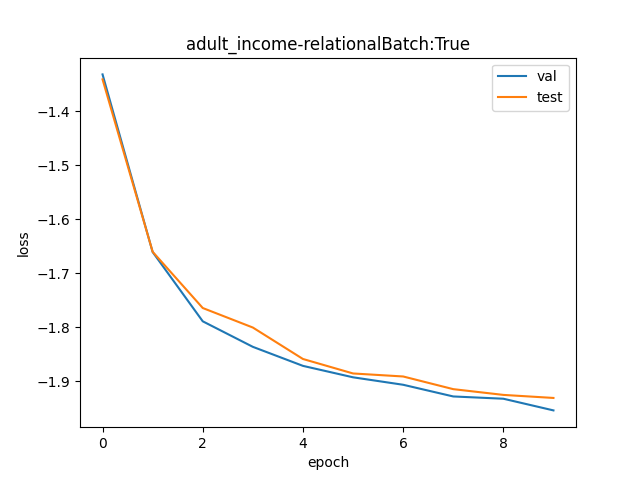 adult_income-relationalBatch:True
val
test
−1.4
−1.5
−1.6
−1.7
−1.8
−1.9
loss
0 2 4 6 8
epoch